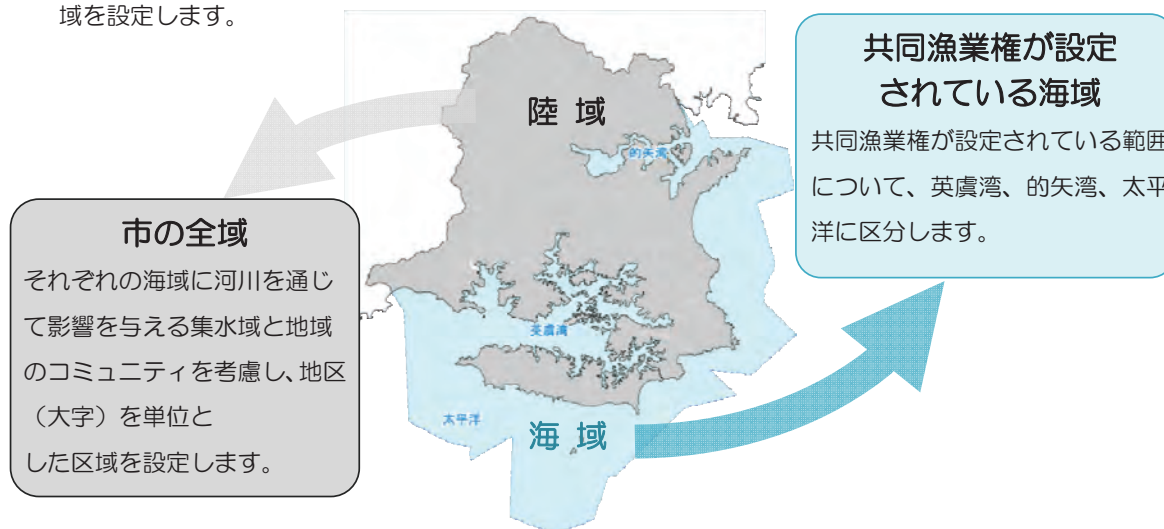 域を設定します。
共同漁業権が設定
されている海域
共同漁業権が設定されている範囲
について、英虞湾、的矢湾、太平
洋に区分します。
陸 域
的矢湾
市の全域
それぞれの海域に河川を通じ
て影響を与える集水域と地域
のコミュニティを考慮し、地区
（大字）を単位と
した区域を設定します。
英虞湾
太平洋
海 域